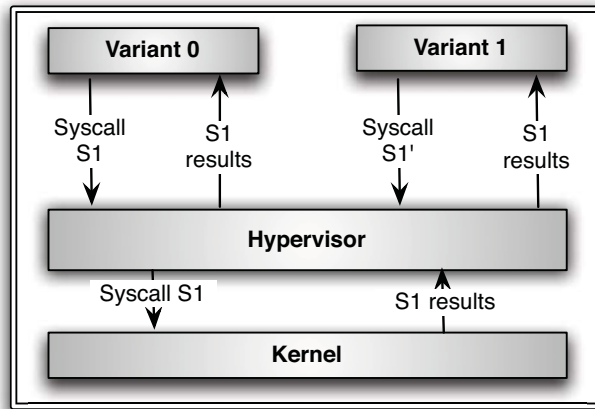 Variant 0
Variant 1
Syscall
S1
S1
results
Syscall
S1'
S1
results
Hypervisor
Syscall S1
S1 results
Kernel